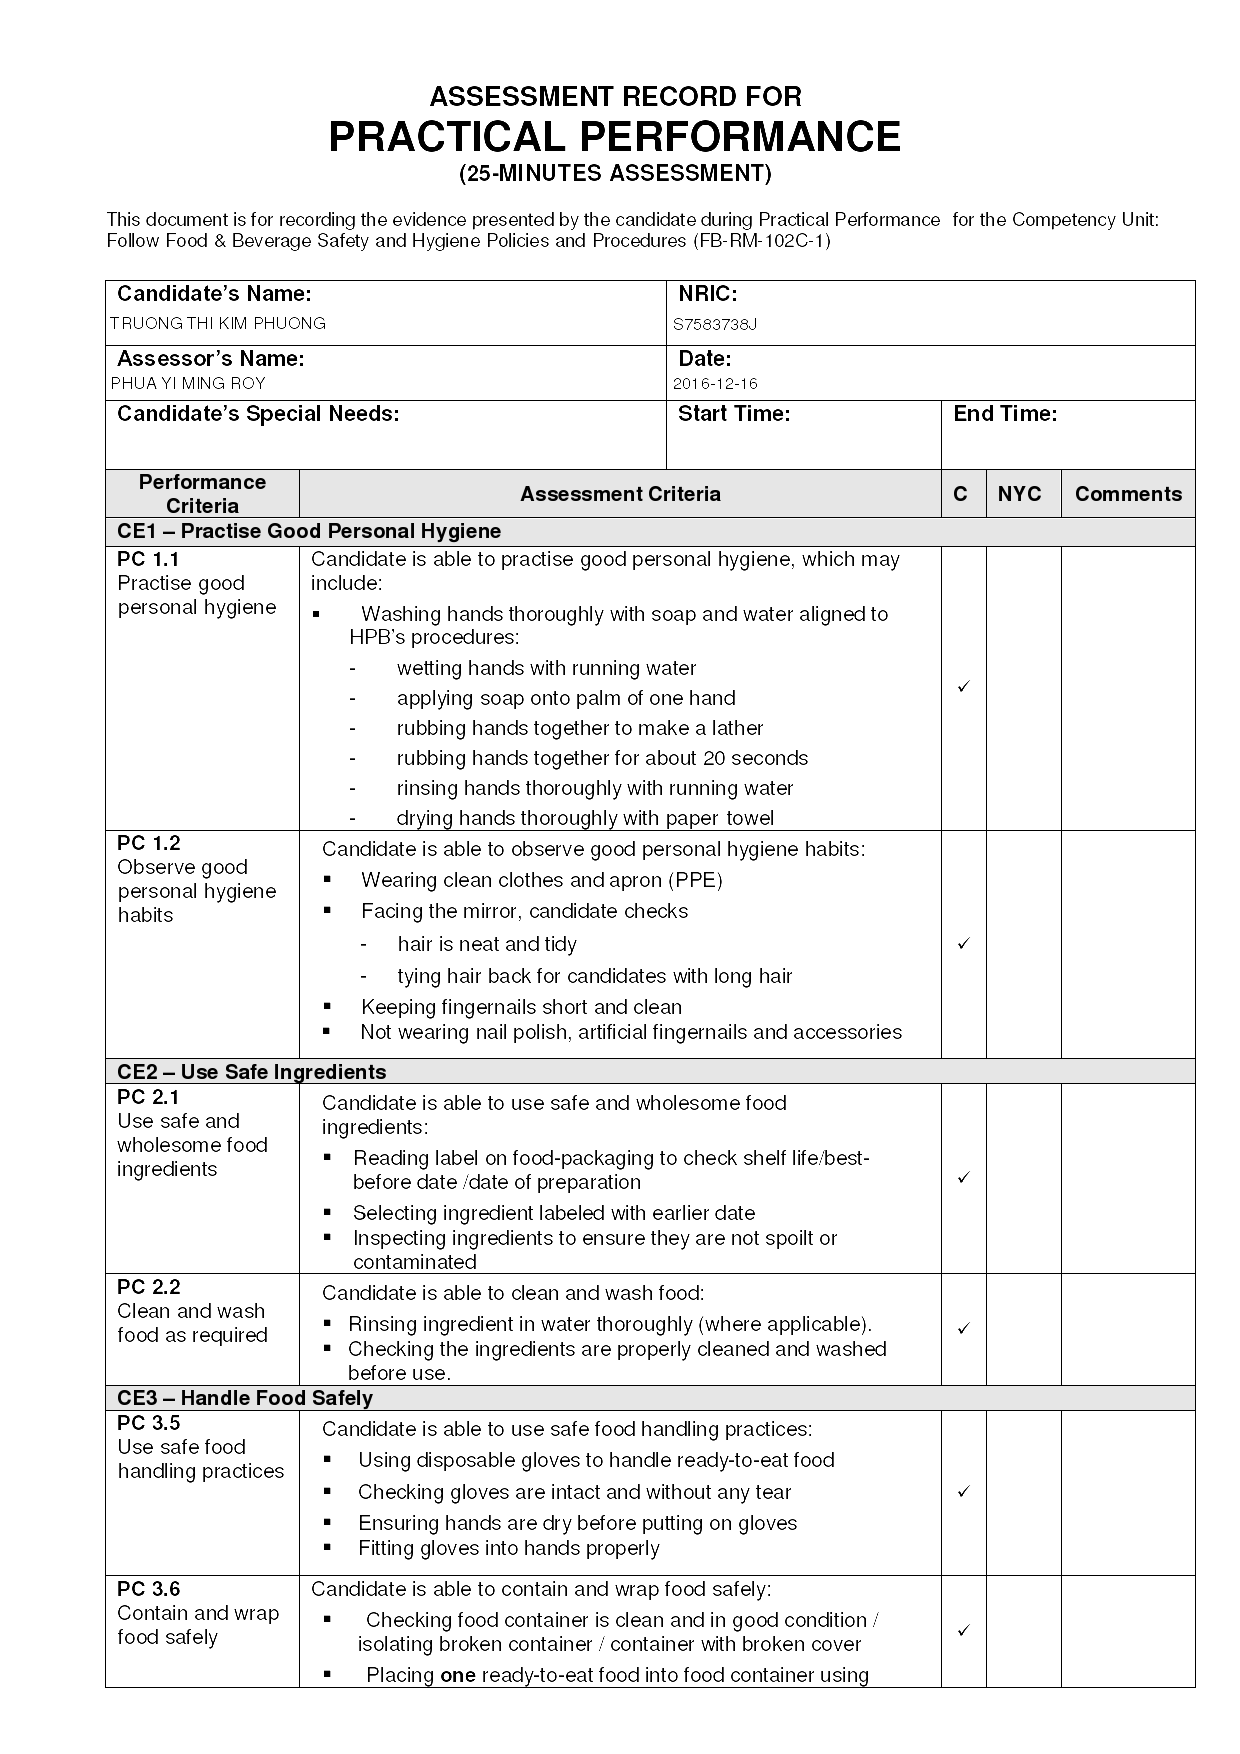 ASSESSMENT RECORD FOR
PRACTICAL PERFORMANCE
(25-MINUTES ASSESSMENT)
This document is for recording the evidence presented by the candidate during Practical Performance for the Competency Unit:
Follow Food & Beverage Safety and Hygiene Policies and Procedures (FB-RM-102C-1)
Candidate's Name:
TRUONG THI KIM PHUONG
NRIC:
S7583738J
Assessor's Name:
PHUA YI MING ROY
Date:
2016-12-16
Candidate's Special Needs:
Start Time:
End Time:
Performance
Criteria
Assessment Criteria
C
NYC
Comments
CE1 – Practise Good Personal Hygiene
PC 1.1
Practise good
personal hygiene
Candidate is able to practise good personal hygiene, which may
include:
▪ Washing hands thoroughly with soap and water aligned to
HPB's procedures:
- wetting hands with running water
- applying soap onto palm of one hand
- rubbing hands together to make a lather
- rubbing hands together for about 20 seconds
- rinsing hands thoroughly with running water
- drying hands thoroughly with paper towel
✓
PC 1.2
Observe good
personal hygiene
habits
Candidate is able to observe good personal hygiene habits:
▪ Wearing clean clothes and apron (PPE)
▪ Facing the mirror, candidate checks
- hair is neat and tidy
- tying hair back for candidates with long hair
▪ Keeping fingernails short and clean
▪ Not wearing nail polish, artificial fingernails and accessories
✓
CE2 – Use Safe Ingredients
PC 2.1
Use safe and
wholesome food
ingredients
Candidate is able to use safe and wholesome food
ingredients:
▪ Reading label on food-packaging to check shelf life/best-
before date /date of preparation
▪ Selecting ingredient labeled with earlier date
▪ Inspecting ingredients to ensure they are not spoilt or
contaminated
✓
PC 2.2
Clean and wash
food as required
Candidate is able to clean and wash food:
▪ Rinsing ingredient in water thoroughly (where applicable).
▪ Checking the ingredients are properly cleaned and washed
before use.
✓
CE3 – Handle Food Safely
PC 3.5
Use safe food
handling practices
Candidate is able to use safe food handling practices:
▪ Using disposable gloves to handle ready-to-eat food
▪ Checking gloves are intact and without any tear
▪ Ensuring hands are dry before putting on gloves
▪ Fitting gloves into hands properly
✓
PC 3.6
Contain and wrap
food safely
Candidate is able to contain and wrap food safely:
▪ Checking food container is clean and in good condition /
isolating broken container / container with broken cover
▪ Placing one ready-to-eat food into food container using
✓